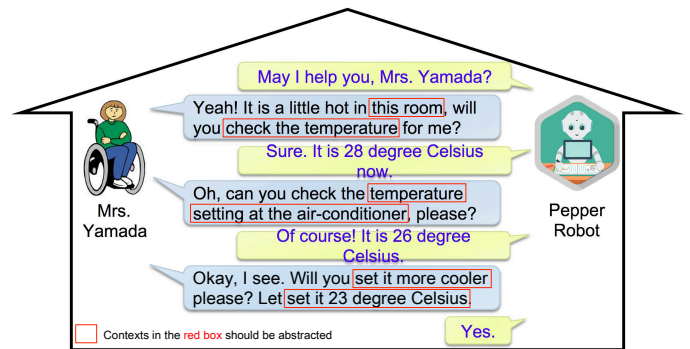 May I help you, Mrs. Yamada?
Yeah! It is a little hot in this room, will
you check the temperature for me?
Sure. It is 28 degree Celsius
now.
Oh, can you check the temperature
setting at the air-conditioner, please?
Mrs.
Yamada
Pepper
Robot
Of course! It is 26 degree
Celsius.
Okay, I see. Will you set it more cooler
please? Let set it 23 degree Celsius.
Yes.
Contexts in the red box should be abstracted